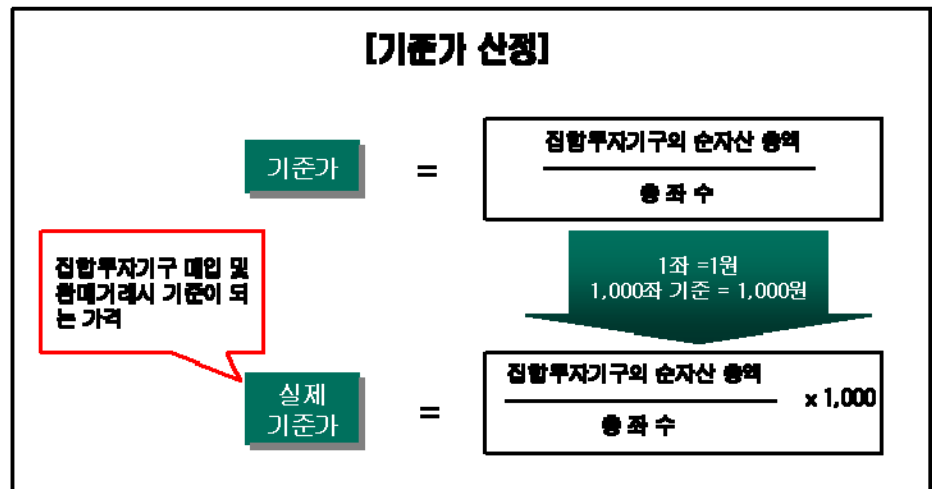 [기준가 산정]
기준가
=
집합투자기구의 순자산 총액
총 좌 수
집합투자기구 매입 및
환매거래시 기준이 되
는 가격
1좌 =1원
1,000좌 기준 = 1,000원
실제
기준가
=
집합투자기구의 순자산 총액
총 좌 수
x 1,000